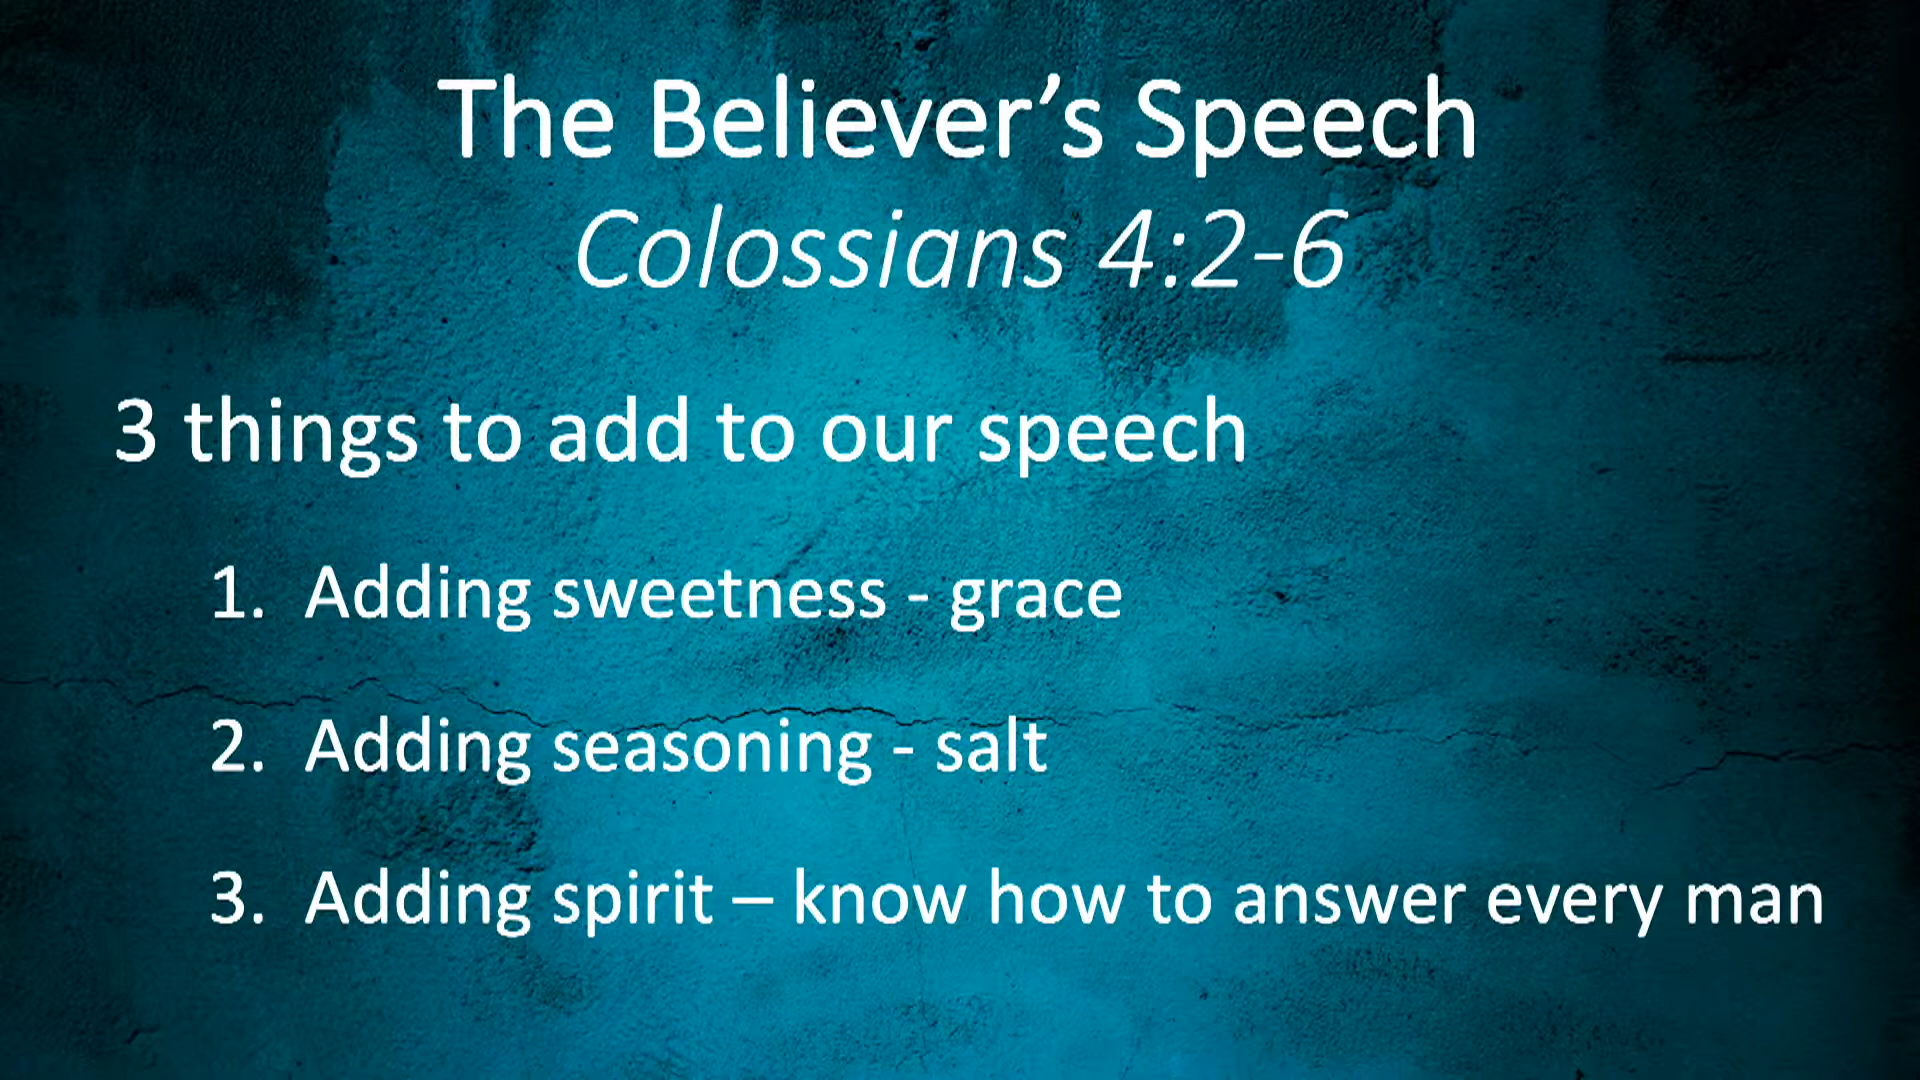 The Believer’s Speech
Colossians 4:2-6
3 things to add to our speech
1. Adding sweetness - grace
2. Adding seasoning - salt
3. Adding spirit – know how to answer every man